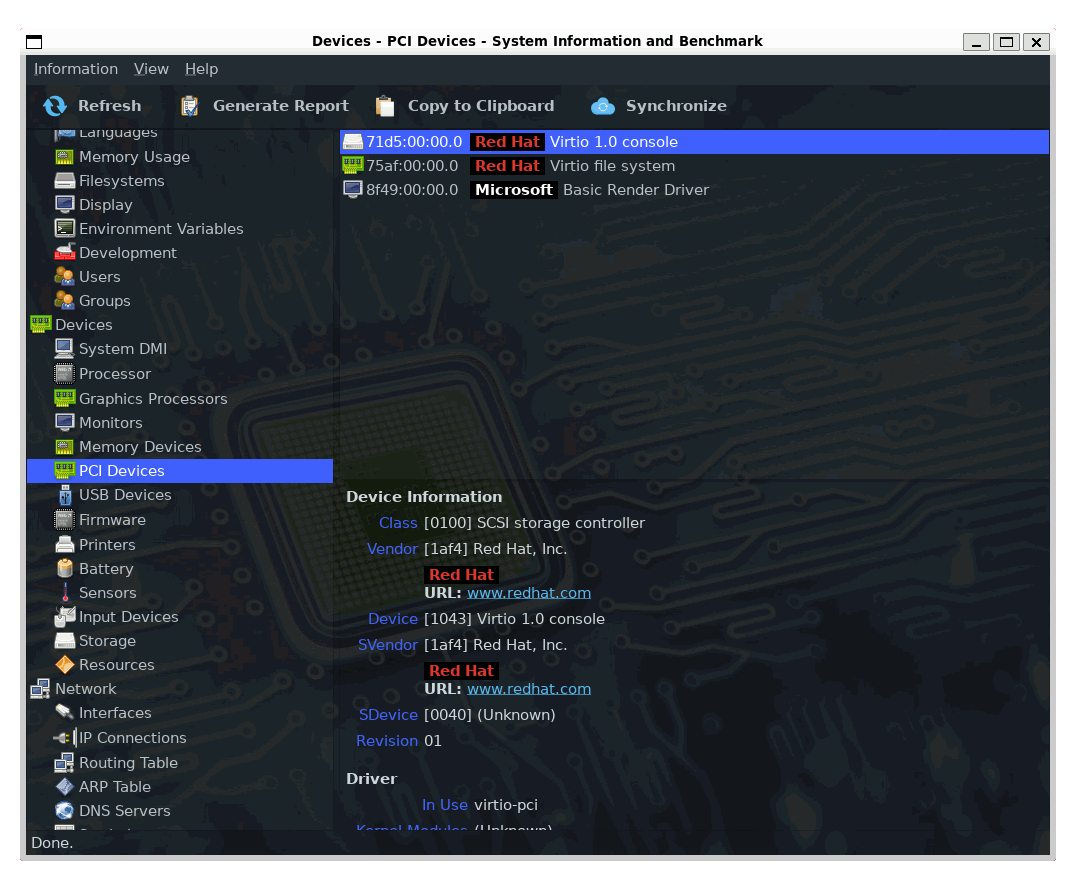 Devices - PCI Devices - System Information and Benchmark
Information View Help
Refresh Generate Report Copy to Clipboard Synchronize
Languages
Memory Usage
Filesystems
Display
Environment Variables
Development
Users
Groups
Devices
System DMI
Processor
Graphics Processors
Monitors
Memory Devices
PCI Devices
USB Devices
Firmware
Printers
Battery
Sensors
Input Devices
Storage
Resources
Network
Interfaces
IP Connections
Routing Table
ARP Table
DNS Servers
71d5:00:00.0 Red Hat Virtio 1.0 console
75af:00:00.0 Red Hat Virtio file system
8f49:00:00.0 Microsoft Basic Render Driver
Device Information
Class [0100] SCSI storage controller
Vendor [1af4] Red Hat, Inc.
Red Hat
URL: www.redhat.com
Device [1043] Virtio 1.0 console
SVendor [1af4] Red Hat, Inc.
Red Hat
URL: www.redhat.com
SDevice [0040] (Unknown)
Revision 01
Driver
In Use virtio-pci
Kernel Modules (Unknown)
Done.